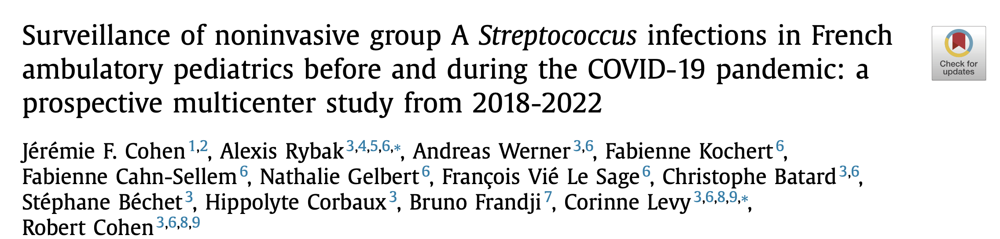 Surveillance of noninvasive group A Streptococcus infections in French
ambulatory pediatrics before and during the COVID-19 pandemic: a
prospective multicenter study from 2018-2022
Check for
updates
Jérémie F. Cohen 1,2, Alexis Rybak 3,4,5,6,*, Andreas Werner 3,6, Fabienne Kochert 6,
Fabienne Cahn-Sellem 6, Nathalie Gelbert 6, François Vié Le Sage 6, Christophe Batard 3,6,
Stéphane Béchet 3, Hippolyte Corbaux 3, Bruno Frandji 7, Corinne Levy 3,6,8,9,*,
Robert Cohen 3,6,8,9